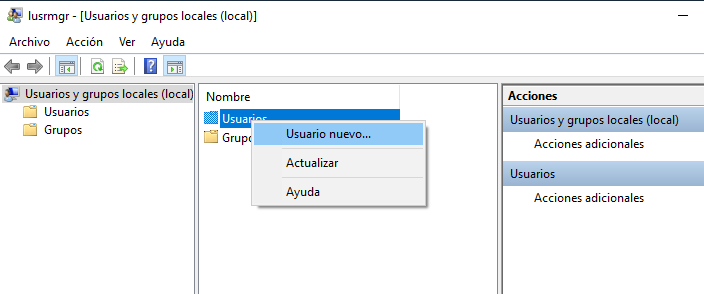 lusrmgr - [Usuarios y grupos locales (local)]
Archivo Acción Ver Ayuda
Usuarios y grupos locales (local)
Usuarios
Grupos
Nombre
Usuarios
Grupo
Usuario nuevo...
Actualizar
Ayuda
Acciones
Usuarios y grupos locales (local)
Acciones adicionales
Usuarios
Acciones adicionales